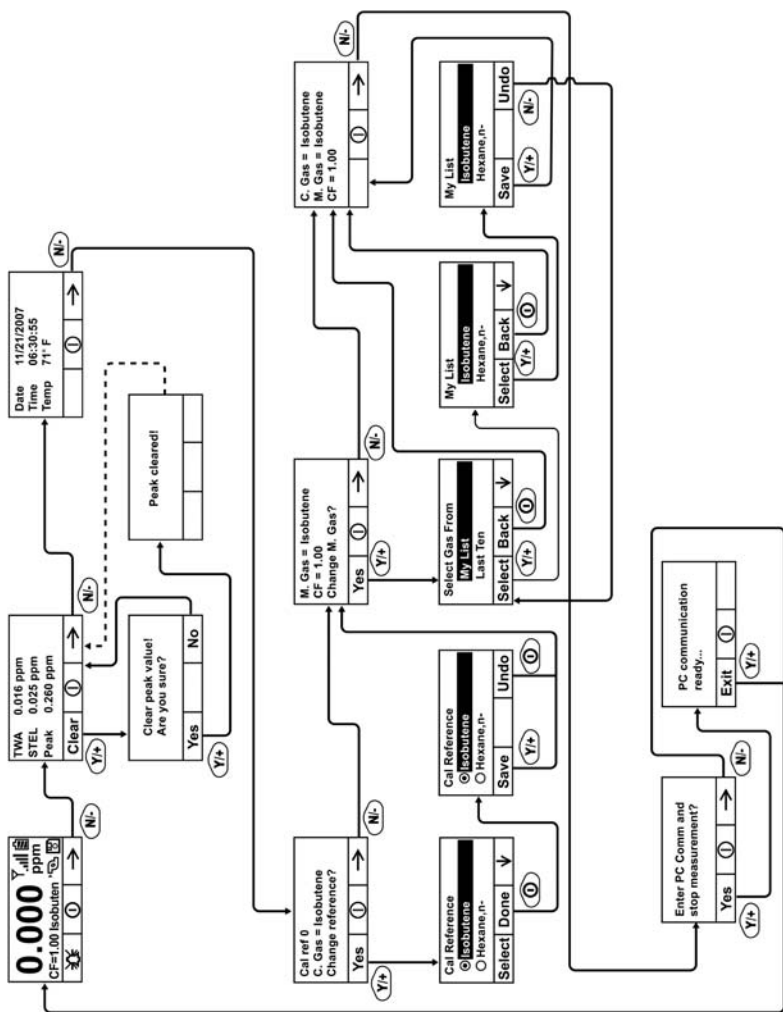 0.000 ppm
CF=1.00 Isobuten
N/-
TWA 0.016 ppm
STEL 0.025 ppm
Peak 0.260 ppm
Clear
N/-
Y/+
Clear peak value!
Are you sure?
Yes No
Y/+
Peak cleared!
Date 11/21/2007
Time 06:30:55
Temp 71° F
N/-
Cal ref 0
C. Gas = Isobutene
Change reference?
Yes
N/-
Y/+
Cal Reference
Isobutene
Hexane,n-
Select Done
Cal Reference
Isobutene
Hexane,n-
Save Undo
Y/+
M. Gas = Isobutene
CF = 1.00
Change M. Gas?
Yes
N/-
Y/+
Select Gas From
My List
Last Ten
Select Back
Y/+
My List
Isobutene
Hexane,n-
Select Back
Y/+
My List
Isobutene
Hexane,n-
Save Undo
Y/+
N/-
C. Gas = Isobutene
M. Gas = Isobutene
CF = 1.00
N/-
Enter PC Comm and
stop measurement?
Yes
N/-
Y/+
PC communication
ready...
Exit
Y/+